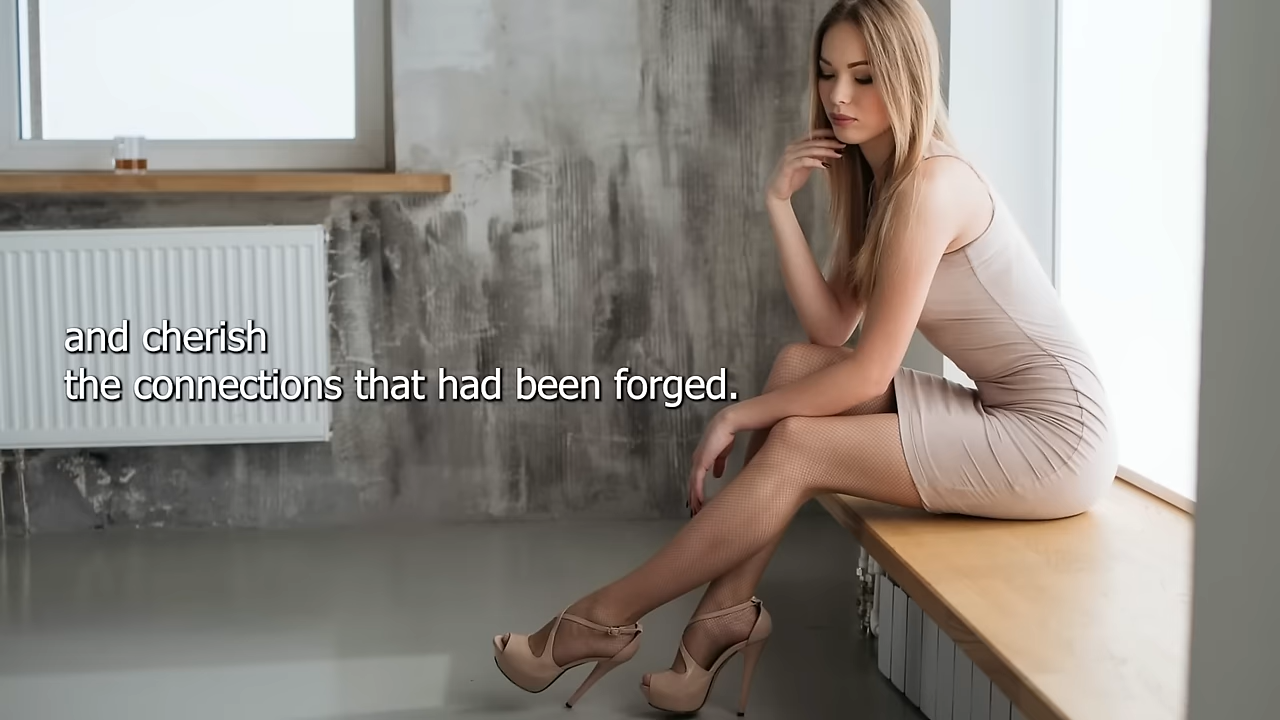 and cherish
the connections that had been forged.